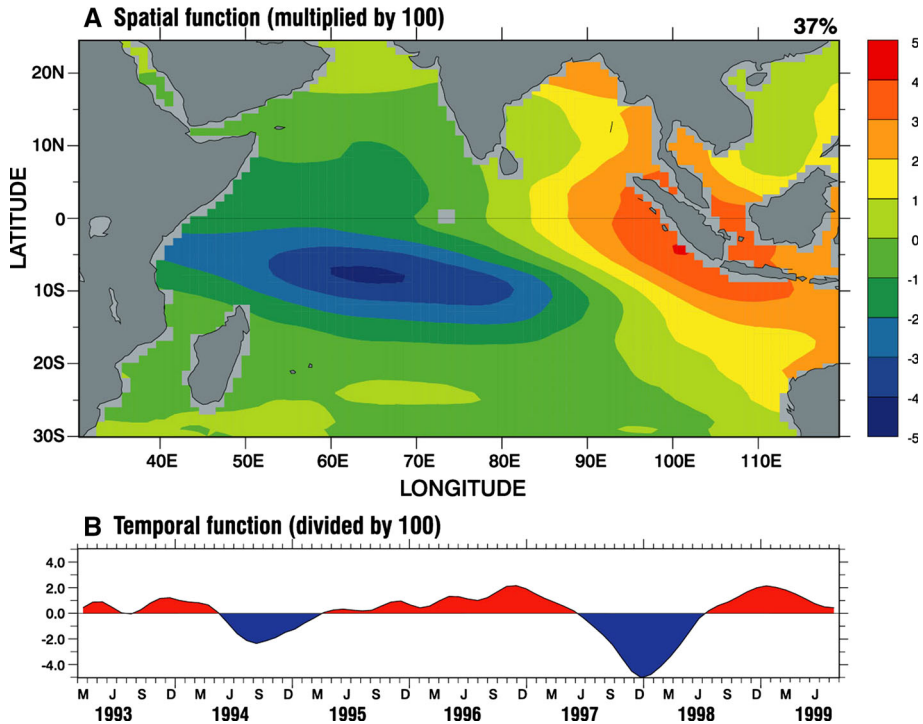 A Spatial function (multiplied by 100)
37%
20N
10N
0
10S
20S
30S
LATITUDE
40E 50E 60E 70E 80E 90E 100E 110E
LONGITUDE
5
4
3
2
1
0
-1
-2
-3
-4
-5
B Temporal function (divided by 100)
4.0
2.0
0.0
-2.0
-4.0
M J S D M J S D M J S D M J S D M J S D M J S D M J
1993 1994 1995 1996 1997 1998 1999